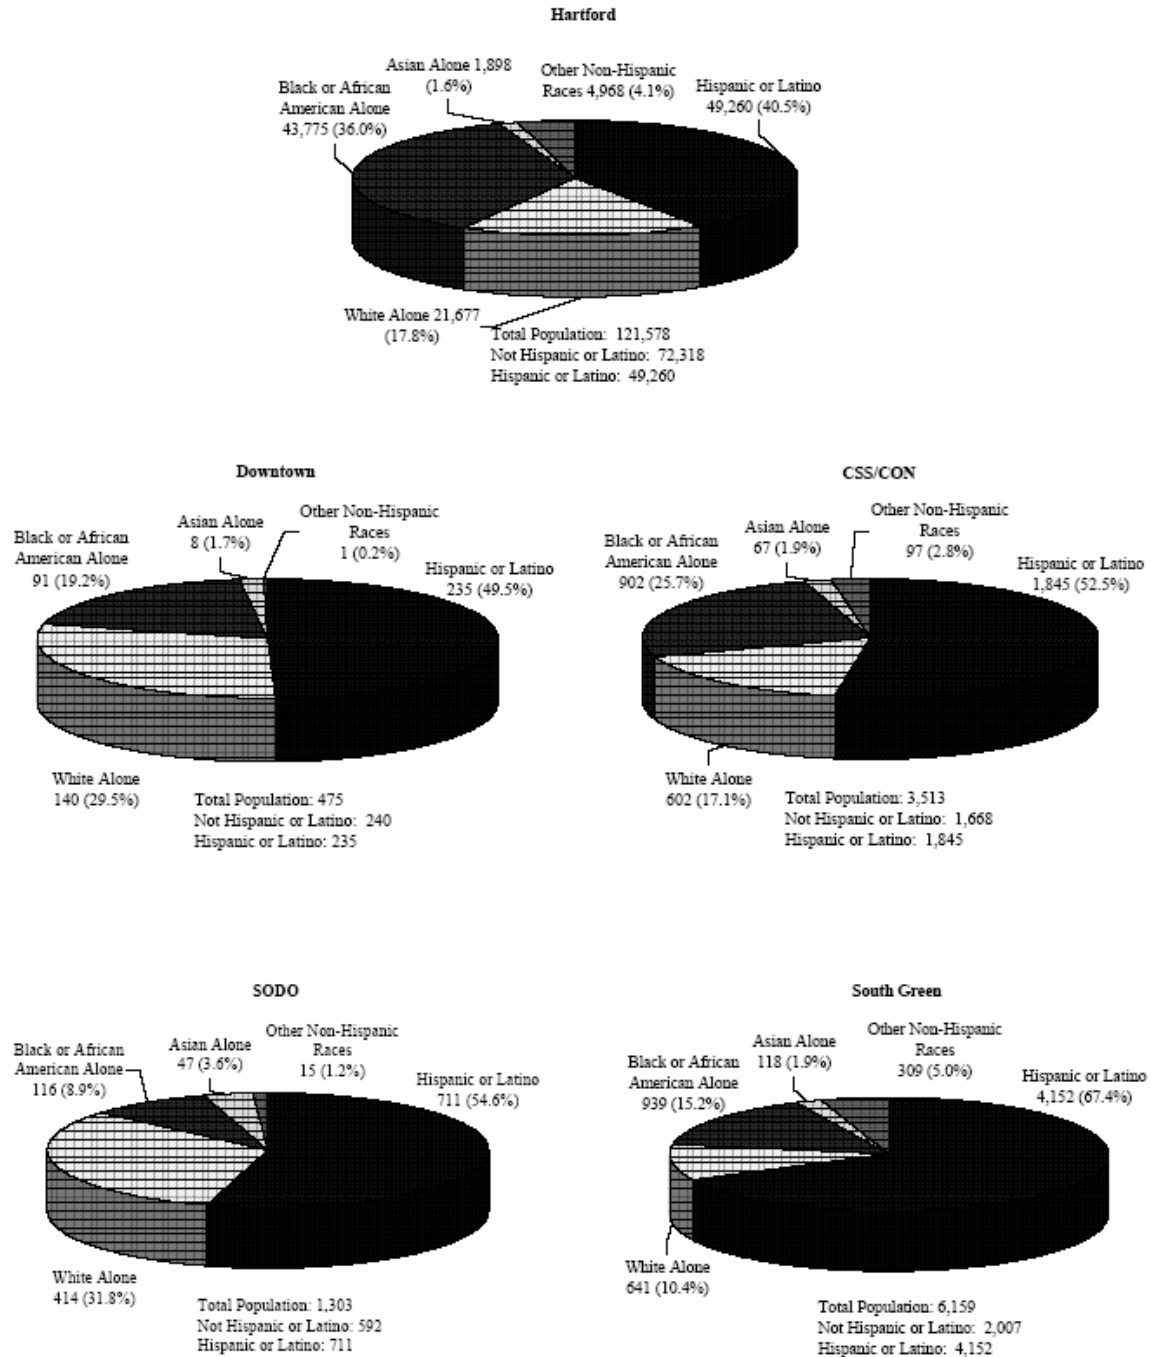 Hartford
Asian Alone 1,898
(1.6%)
Other Non-Hispanic
Races 4,968 (4.1%)
Hispanic or Latino
49,260 (40.5%)
Black or African
American Alone
43,775 (36.0%)
White Alone 21,677
(17.8%)
Total Population: 121,578
Not Hispanic or Latino: 72,318
Hispanic or Latino: 49,260
Downtown
Black or African
American Alone
91 (19.2%)
Asian Alone
8 (1.7%)
Other Non-Hispanic
Races
1 (0.2%)
Hispanic or Latino
235 (49.5%)
White Alone
140 (29.5%)
Total Population: 475
Not Hispanic or Latino: 240
Hispanic or Latino: 235
CSS/CON
Black or African
American Alone
902 (25.7%)
Asian Alone
67 (1.9%)
Other Non-Hispanic
Races
97 (2.8%)
Hispanic or Latino
1,845 (52.5%)
White Alone
602 (17.1%)
Total Population: 3,513
Not Hispanic or Latino: 1,668
Hispanic or Latino: 1,845
SODO
Black or African
American Alone
116 (8.9%)
Asian Alone
47 (3.6%)
Other Non-Hispanic
Races
15 (1.2%)
Hispanic or Latino
711 (54.6%)
White Alone
414 (31.8%)
Total Population: 1,303
Not Hispanic or Latino: 592
Hispanic or Latino: 711
South Green
Black or African
American Alone
939 (15.2%)
Asian Alone
118 (1.9%)
Other Non-Hispanic
Races
309 (5.0%)
Hispanic or Latino
4,152 (67.4%)
White Alone
641 (10.4%)
Total Population: 6,159
Not Hispanic or Latino: 2,007
Hispanic or Latino: 4,152